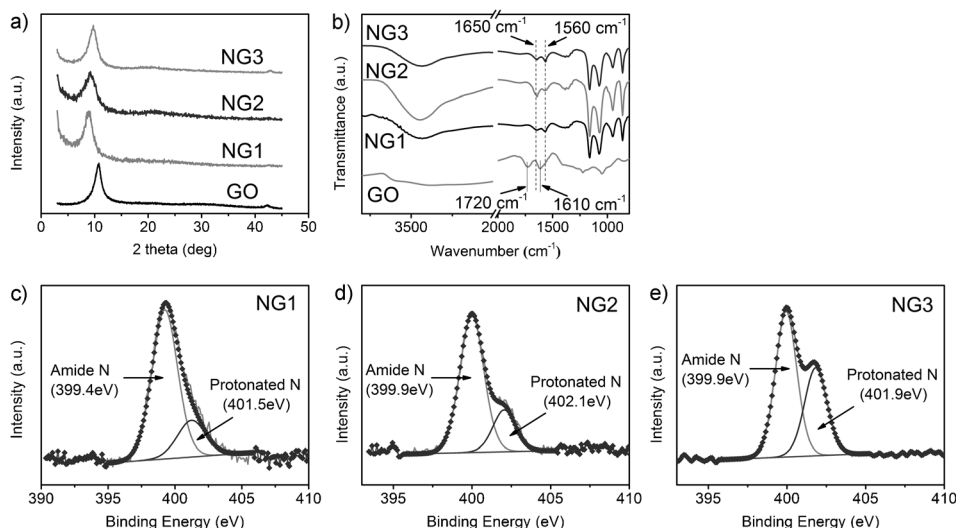 a)
NG3
NG2
NG1
GO
Intensity (a.u.)
0 10 20 30 40 50
2 theta (deg)
b)
1650 cm⁻¹ 1560 cm⁻¹
NG3
NG2
NG1
GO
1720 cm⁻¹ 1610 cm⁻¹
Transmittance (a.u.)
3500 2000 1500 1000
Wavenumber (cm⁻¹)
c)
NG1
Amide N
(399.4eV)
Protonated N
(401.5eV)
Intensity (a.u.)
390 395 400 405 410
Binding Energy (eV)
d)
NG2
Amide N
(399.9eV)
Protonated N
(402.1eV)
Intensity (a.u.)
395 400 405 410
Binding Energy (eV)
e)
NG3
Amide N
(399.9eV)
Protonated N
(401.9eV)
Intensity (a.u.)
395 400 405 410
Binding Energy (eV)